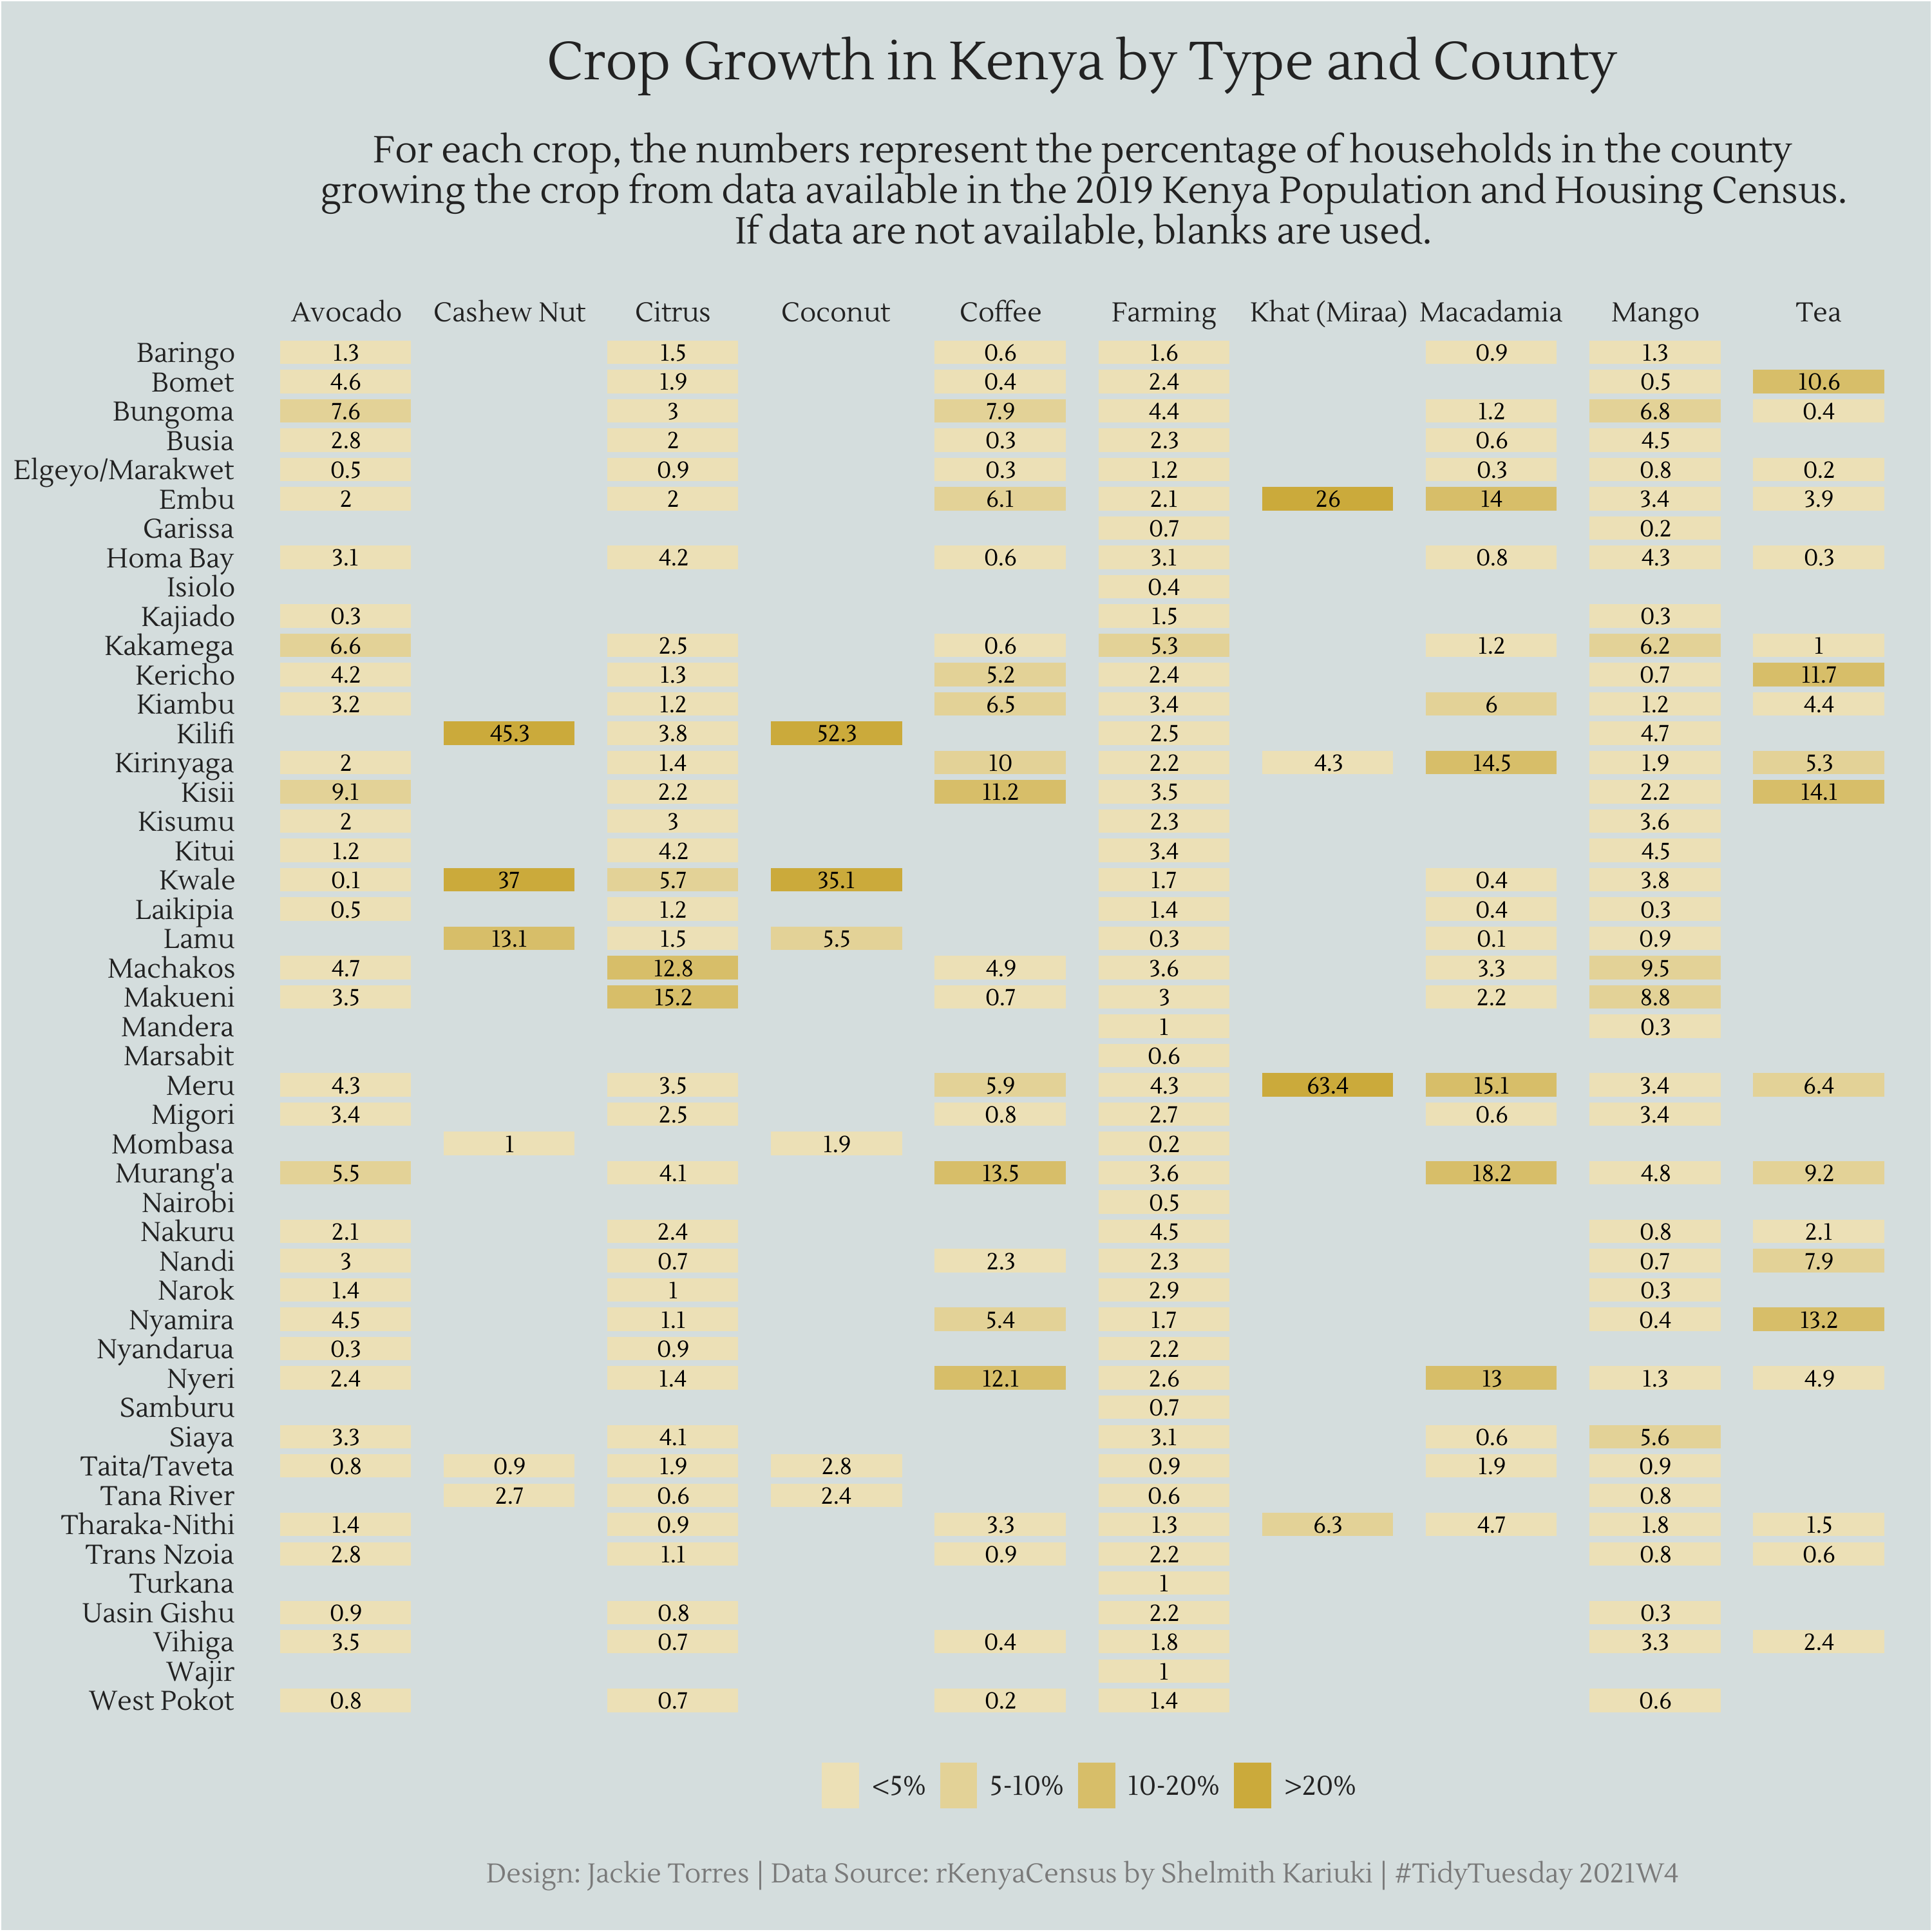 Crop Growth in Kenya by Type and County
For each crop, the numbers represent the percentage of households in the county
growing the crop from data available in the 2019 Kenya Population and Housing Census.
If data are not available, blanks are used.
Avocado Cashew Nut Citrus Coconut Coffee Farming Khat (Miraa) Macadamia Mango Tea
Baringo 1.3 1.5 0.6 1.6 0.9 1.3
Bomet 4.6 1.9 0.4 2.4 0.5 10.6
Bungoma 7.6 3 7.9 4.4 1.2 6.8 0.4
Busia 2.8 2 0.3 2.3 0.6 4.5
Elgeyo/Marakwet 0.5 0.9 0.3 1.2 0.3 0.8 0.2
Embu 2 2 6.1 2.1 26 14 3.4 3.9
Garissa 0.7 0.2
Homa Bay 3.1 4.2 0.6 3.1 0.8 4.3 0.3
Isiolo 0.4
Kajiado 0.3 1.5 0.3
Kakamega 6.6 2.5 0.6 5.3 1.2 6.2 1
Kericho 4.2 1.3 5.2 2.4 0.7 11.7
Kiambu 3.2 1.2 6.5 3.4 6 1.2 4.4
Kilifi 45.3 3.8 52.3 2.5 4.7
Kirinyaga 2 1.4 10 2.2 4.3 14.5 1.9 5.3
Kisii 9.1 2.2 11.2 3.5 2.2 14.1
Kisumu 2 3 2.3 3.6
Kitui 1.2 4.2 3.4 4.5
Kwale 0.1 37 5.7 35.1 1.7 0.4 3.8
Laikipia 0.5 1.2 1.4 0.4 0.3
Lamu 13.1 1.5 5.5 0.3 0.1 0.9
Machakos 4.7 12.8 4.9 3.6 3.3 9.5
Makueni 3.5 15.2 0.7 3 2.2 8.8
Mandera 1 0.3
Marsabit 0.6
Meru 4.3 3.5 5.9 4.3 63.4 15.1 3.4 6.4
Migori 3.4 2.5 0.8 2.7 0.6 3.4
Mombasa 1 1.9 0.2
Murang'a 5.5 4.1 13.5 3.6 18.2 4.8 9.2
Nairobi 0.5
Nakuru 2.1 2.4 4.5 0.8 2.1
Nandi 3 0.7 2.3 2.3 0.7 7.9
Narok 1.4 1 2.9 0.3
Nyamira 4.5 1.1 5.4 1.7 0.4 13.2
Nyandarua 0.3 0.9 2.2
Nyeri 2.4 1.4 12.1 2.6 13 1.3 4.9
Samburu 0.7
Siaya 3.3 4.1 3.1 0.6 5.6
Taita/Taveta 0.8 0.9 1.9 2.8 0.9 1.9 0.9
Tana River 2.7 0.6 2.4 0.6 0.8
Tharaka-Nithi 1.4 0.9 3.3 1.3 6.3 4.7 1.8 1.5
Trans Nzoia 2.8 1.1 0.9 2.2 0.8 0.6
Turkana 1
Uasin Gishu 0.9 0.8 2.2 0.3
Vihiga 3.5 0.7 0.4 1.8 3.3 2.4
Wajir 1
West Pokot 0.8 0.7 0.2 1.4 0.6
<5% 5-10% 10-20% >20%
Design: Jackie Torres | Data Source: rKenyaCensus by Shelmith Kariuki | #TidyTuesday 2021W4